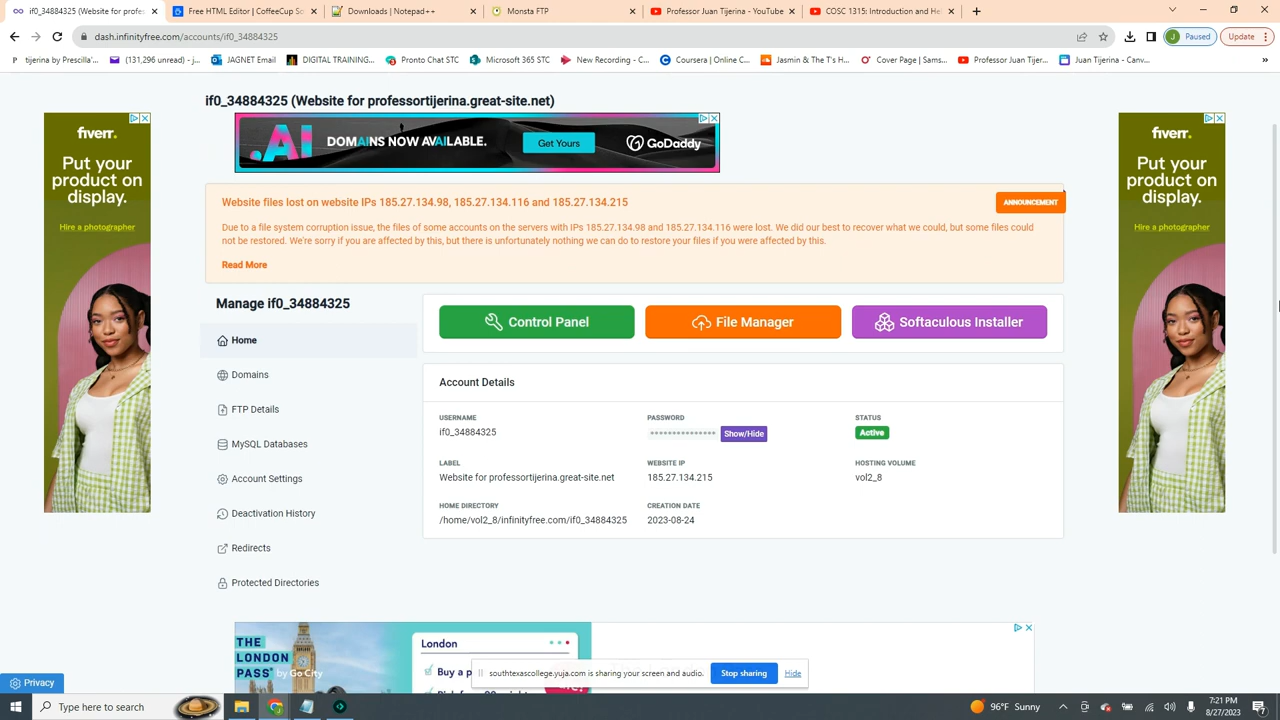 if0_34884325 (Website for profes
Free HTML Editor | CoffeeCup So
Downloads | Notepad++
Monsta FTP
Professor Juan Tijerina - YouTube
COSC 1315: Introduction and Hel
dash.infinityfree.com/accounts/if0_34884325
J
Paused
Update
tijerina by Prescilla'...
(131,296 unread) - j...
JAGNET Email
DIGITAL TRAINING...
Pronto Chat STC
Microsoft 365 STC
New Recording - C...
Coursera | Online C...
Jasmin & The T's H...
Cover Page | Sams...
Professor Juan Tijer...
Juan Tijerina - Canv...
»
if0_34884325 (Website for professortijerina.great-site.net)
fiverr.
Put your
product on
display.
Hire a photographer
.AI
DOMAINS NOW AVAILABLE.
Get Yours
GoDaddy
fiverr.
Put your
product on
display.
Hire a photographer
Website files lost on website IPs 185.27.134.98, 185.27.134.116 and 185.27.134.215
ANNOUNCEMENT
Due to a file system corruption issue, the files of some accounts on the servers with IPs 185.27.134.98 and 185.27.134.116 were lost. We did our best to recover what we could, but some files could
not be restored. We're sorry if you are affected by this, but there is unfortunately nothing we can do to restore your files if you were affected by this.
Read More
Manage if0_34884325
Home
Domains
FTP Details
MySQL Databases
Account Settings
Deactivation History
Redirects
Protected Directories
Control Panel
File Manager
Softaculous Installer
Account Details
USERNAME
if0_34884325
PASSWORD
***************
Show/Hide
STATUS
Active
LABEL
Website for professortijerina.great-site.net
WEBSITE IP
185.27.134.215
HOSTING VOLUME
vol2_8
HOME DIRECTORY
/home/vol2_8/infinityfree.com/if0_34884325
CREATION DATE
2023-08-24
THE
LONDON
PASS by Go City
London
Buy a p
southtexascollege.yuja.com is sharing your screen and audio.
Stop sharing
Hide
Privacy
Type here to search
96°F Sunny
7:21 PM
8/27/2023